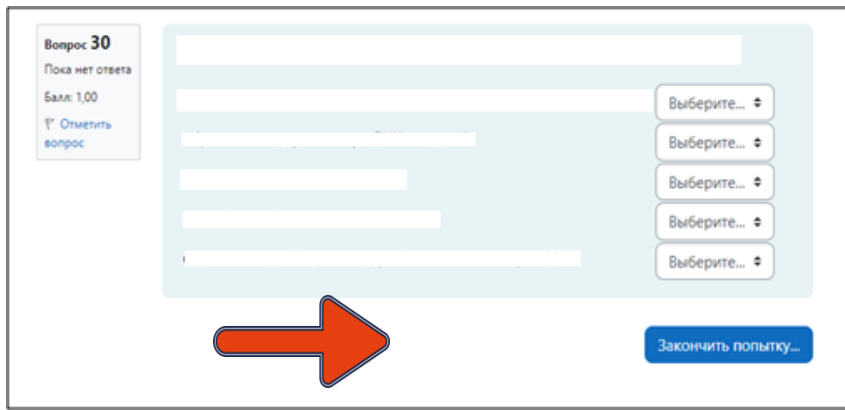 Вопрос 30
Пока нет ответа
Балл: 1,00
Отметить
вопрос
Выберите...
Выберите...
Выберите...
Выберите...
Выберите...
Закончить попытку...